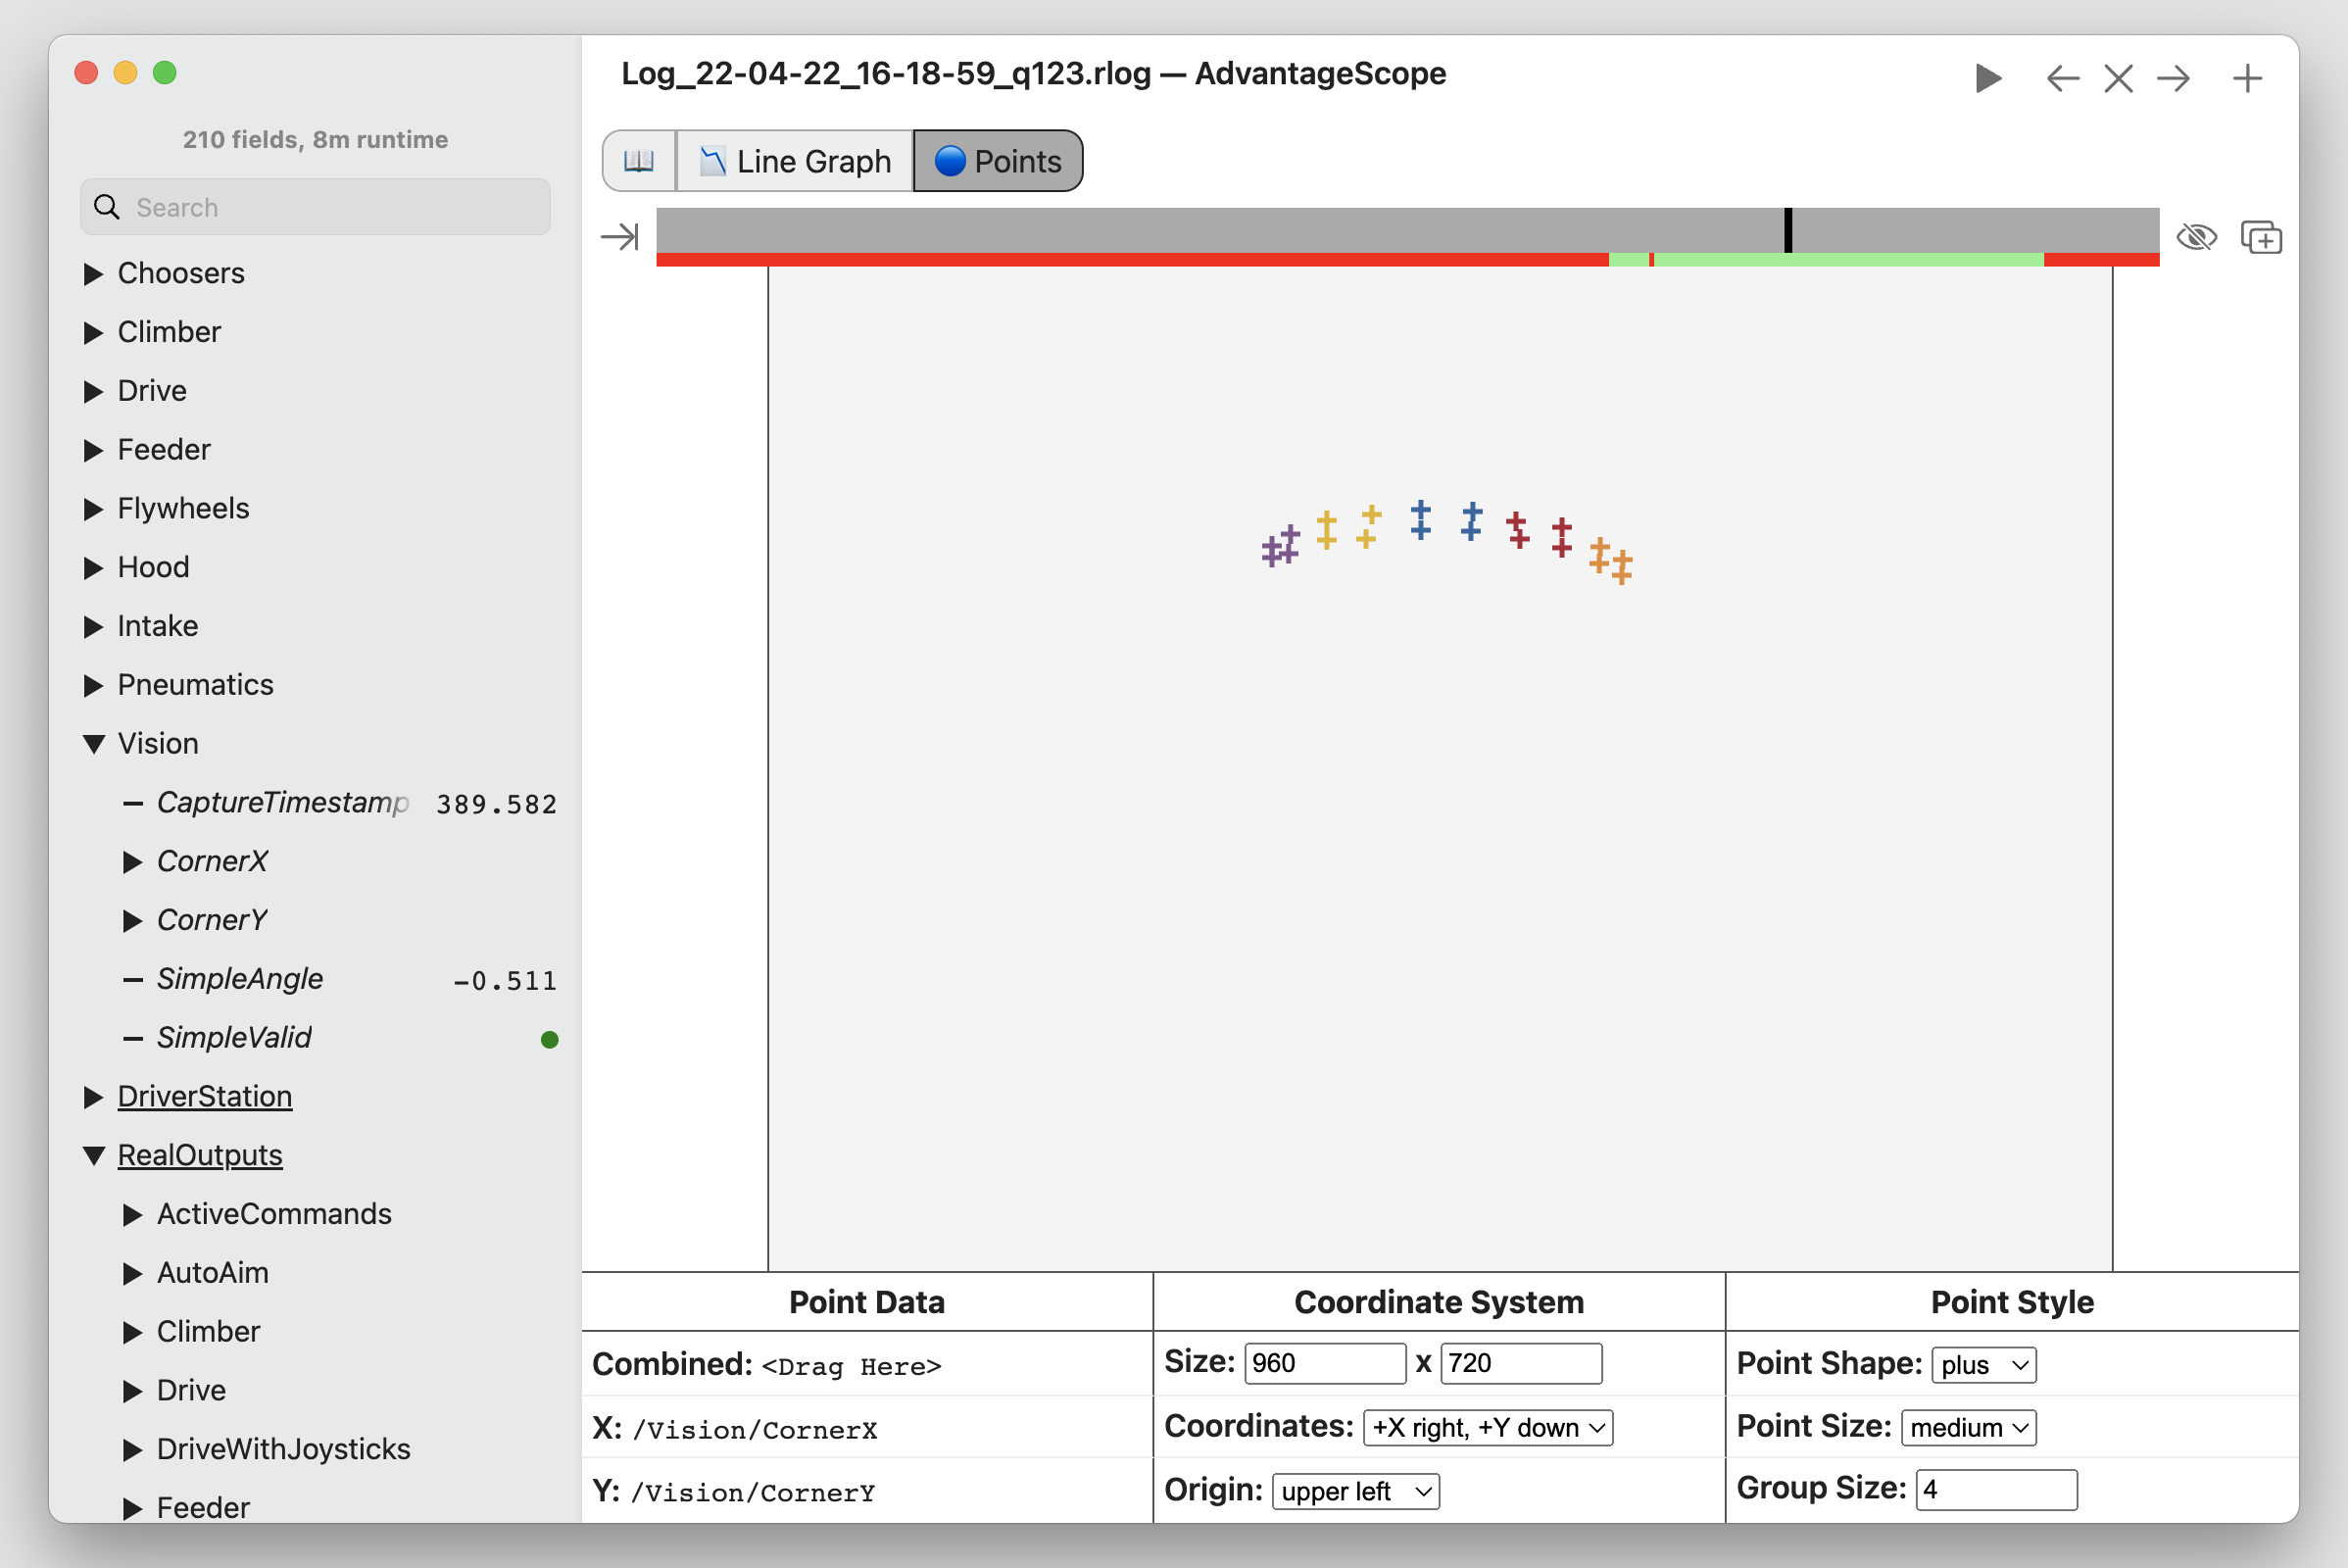 Log_22-04-22_16-18-59_q123.rlog — AdvantageScope
210 fields, 8m runtime
Search
Choosers
Climber
Drive
Feeder
Flywheels
Hood
Intake
Pneumatics
Vision
CaptureTimestamp 389.582
CornerX
CornerY
SimpleAngle -0.511
SimpleValid
DriverStation
RealOutputs
ActiveCommands
AutoAim
Climber
Drive
DriveWithJoysticks
Feeder
Line Graph
Points
Point Data
Combined: <Drag Here>
X: /Vision/CornerX
Y: /Vision/CornerY
Coordinate System
Size: 960 x 720
Coordinates: +X right, +Y down
Origin: upper left
Point Style
Point Shape: plus
Point Size: medium
Group Size: 4